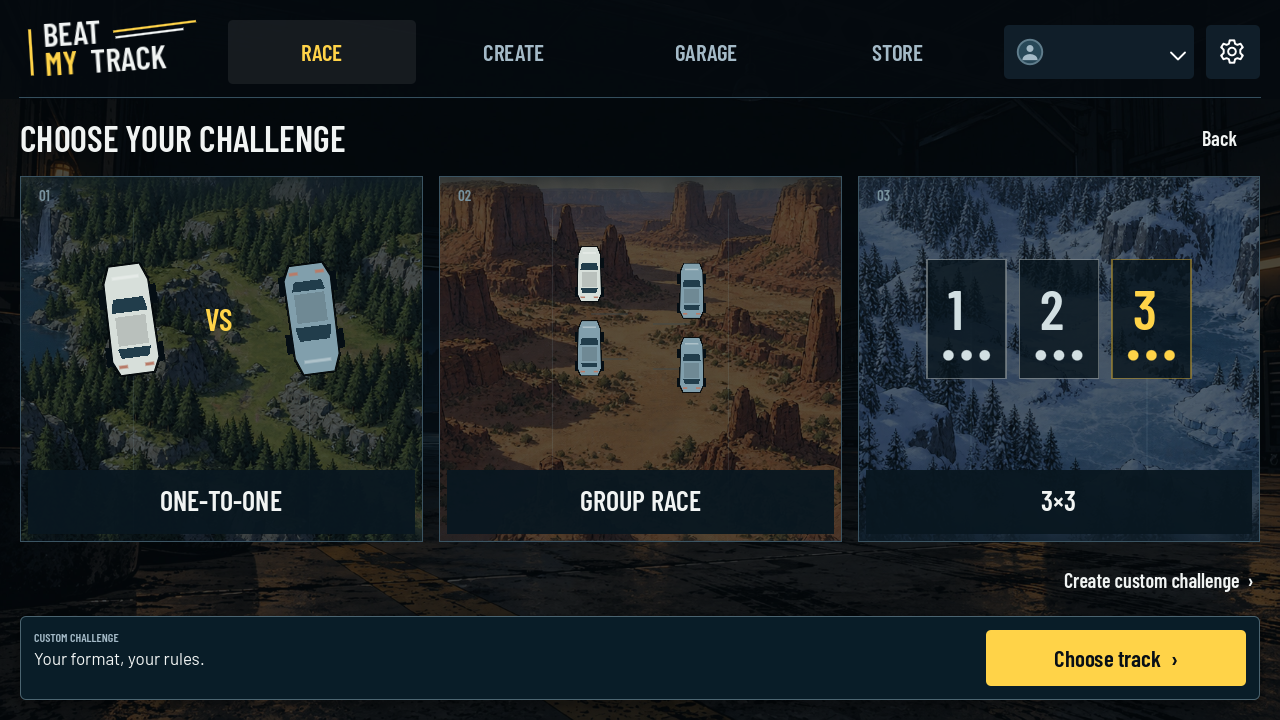 BEAT
MY TRACK
RACE
CREATE
GARAGE
STORE
CHOOSE YOUR CHALLENGE
Back
01
VS
ONE-TO-ONE
02
GROUP RACE
03
1
2
3
3×3
Create custom challenge ›
CUSTOM CHALLENGE
Your format, your rules.
Choose track ›